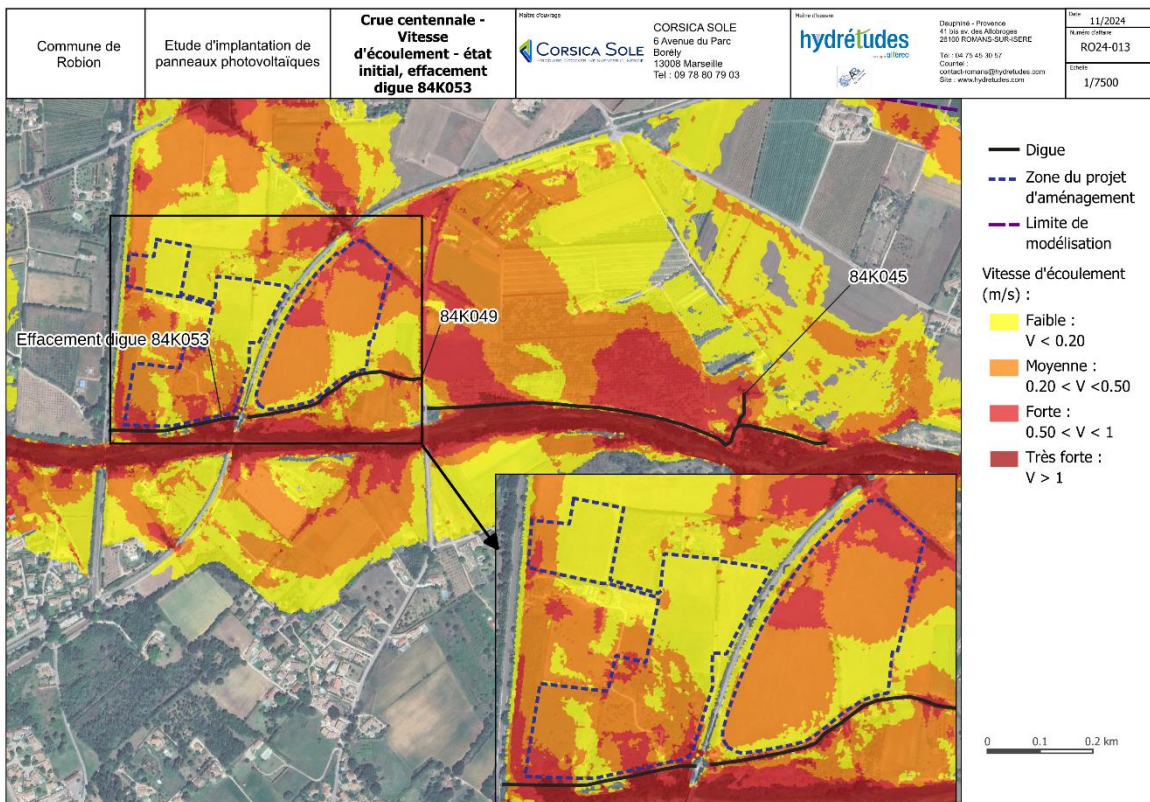 Commune de
Robion
Etude d'implantation de
panneaux photovoltaïques
Crue centennale -
Vitesse
d'écoulement - état
initial, effacement
digue 84K053
Maître d'ouvrage
CORSICA SOLE
CORSICA SOLE
6 Avenue du Parc
Borély
13008 Marseille
Tel : 09 78 80 79 03
Maître d'œuvre
hydrétudes
Dauphiné - Provence
41 bis av. des Allobroges
26100 ROMANS-SUR-ISERE
Tél : 04 75 45 30 57
Courriel :
contact-romans@hydretudes.com
Site : www.hydretudes.com
Date
11/2024
Numéro d'affaire
RO24-013
Echelle
1/7500
84K045
84K049
Effacement digue 84K053
Digue
Zone du projet
d'aménagement
Limite de
modélisation
Vitesse d'écoulement
(m/s) :
Faible :
V < 0.20
Moyenne :
0.20 < V <0.50
Forte :
0.50 < V < 1
Très forte :
V > 1
0 0.1 0.2 km